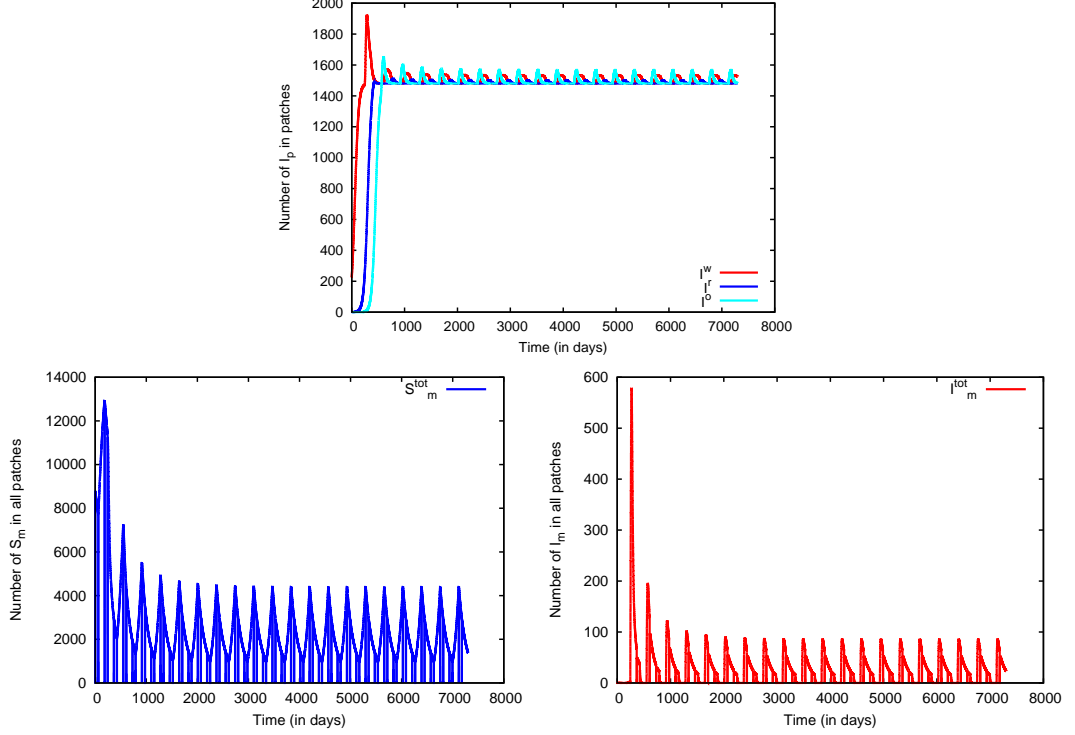 2000
1800
1600
1400
1200
1000
800
600
400
200
0
Number of I_p in patches
I^w
I^r
I^o
0 1000 2000 3000 4000 5000 6000 7000 8000
Time (in days)
14000
12000
10000
8000
6000
4000
2000
0
Number of S_m in all patches
S^tot_m
0 1000 2000 3000 4000 5000 6000 7000 8000
Time (in days)
600
500
400
300
200
100
0
Number of I_m in all patches
I^tot_m
0 1000 2000 3000 4000 5000 6000 7000 8000
Time (in days)